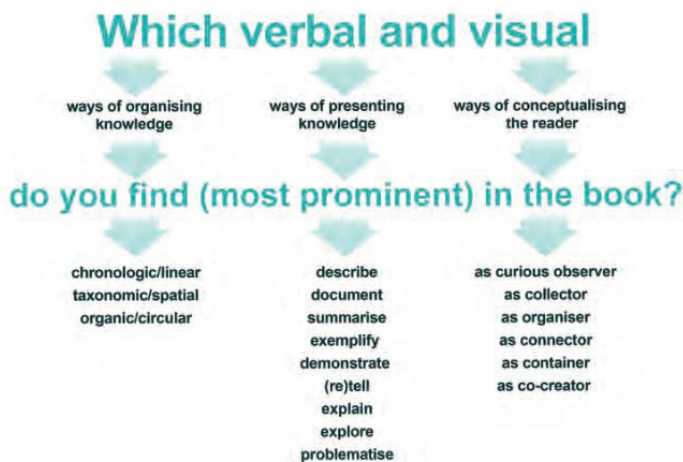 Which verbal and visual
ways of organising
knowledge
ways of presenting
knowledge
ways of conceptualising
the reader
do you find (most prominent) in the book?
chronologic/linear
taxonomic/spatial
organic/circular
describe
document
summarise
exemplify
demonstrate
(re)tell
explain
explore
problematise
as curious observer
as collector
as organiser
as connector
as container
as co-creator